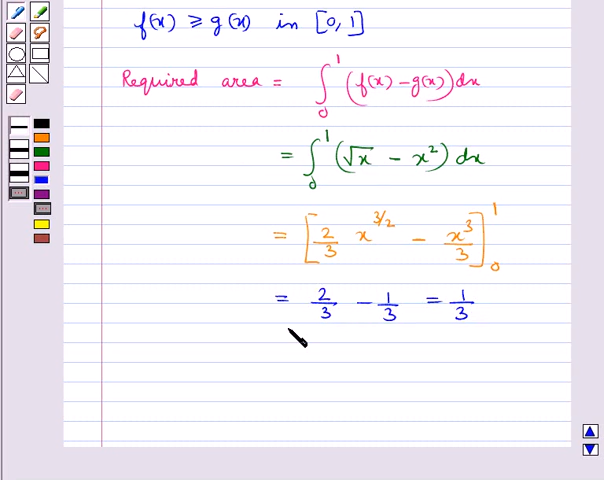 f(x) ≥ g(x) in [0, 1]
Required area = ∫₀¹ (f(x) - g(x)) dx
= ∫₀¹ (√x - x²) dx
= [2/3 x^3/2 - x³/3]₀¹
= 2/3 - 1/3 = 1/3